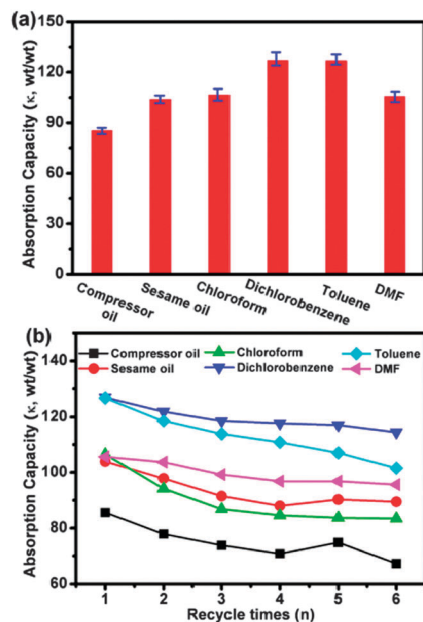 (a)
150
120
90
60
30
0
Absorption Capacity (κ, wt/wt)
Compressor oil
Sesame oil
Chloroform
Dichlorobenzene
Toluene
DMF
(b)
140
120
100
80
60
Absorption Capacity (κ, wt/wt)
Compressor oil
Chloroform
Toluene
Sesame oil
Dichlorobenzene
DMF
1 2 3 4 5 6
Recycle times (n)